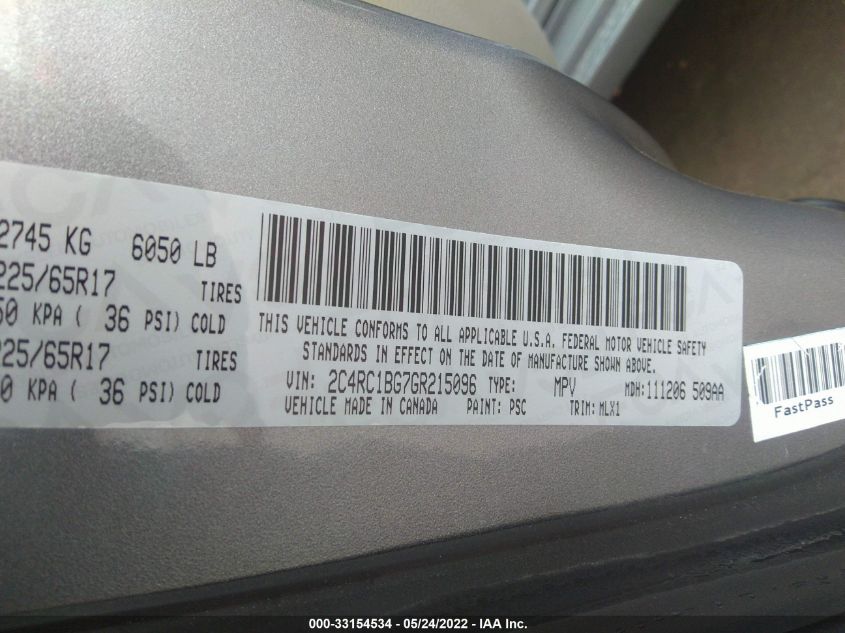 2745 KG 6050 LB
225/65R17 TIRES
50 KPA ( 36 PSI) COLD
225/65R17 TIRES
0 KPA ( 36 PSI) COLD
THIS VEHICLE CONFORMS TO ALL APPLICABLE U.S.A. FEDERAL MOTOR VEHICLE SAFETY
STANDARDS IN EFFECT ON THE DATE OF MANUFACTURE SHOWN ABOVE.
VIN: 2C4RC1BG7GR215096 TYPE: MPV MDH: 111206 509AA
VEHICLE MADE IN CANADA PAINT: PSC TRIM: MLX1
FastPass
000-33154534 – 05/24/2022 – IAA Inc.